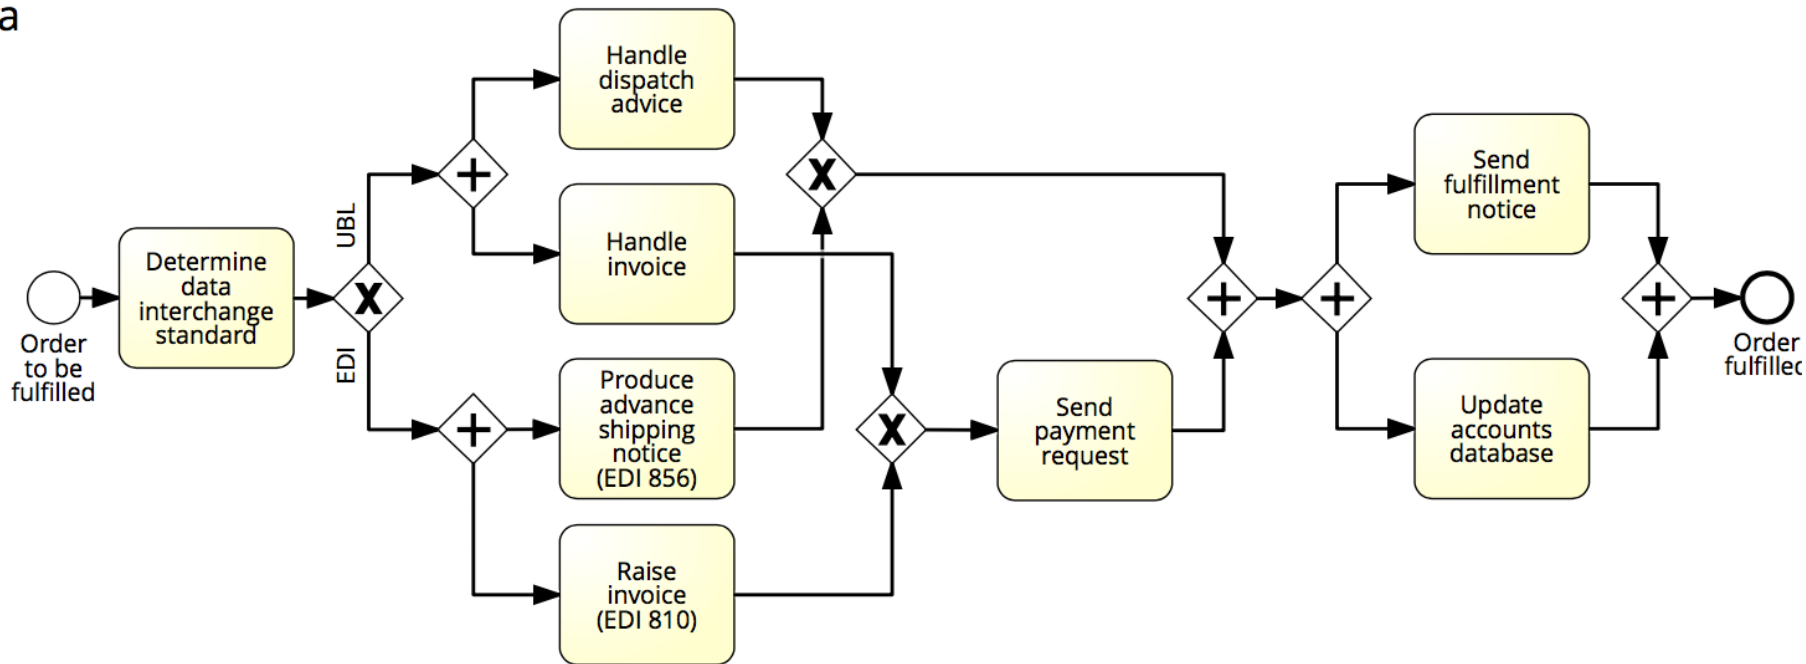 a
Handle
dispatch
advice
Send
fulfillment
notice
UBL
Handle
invoice
Determine
data
interchange
standard
Order
to be
fulfilled
EDI
Produce
advance
shipping
notice
(EDI 856)
Send
payment
request
Update
accounts
database
Order
fulfilled
Raise
invoice
(EDI 810)